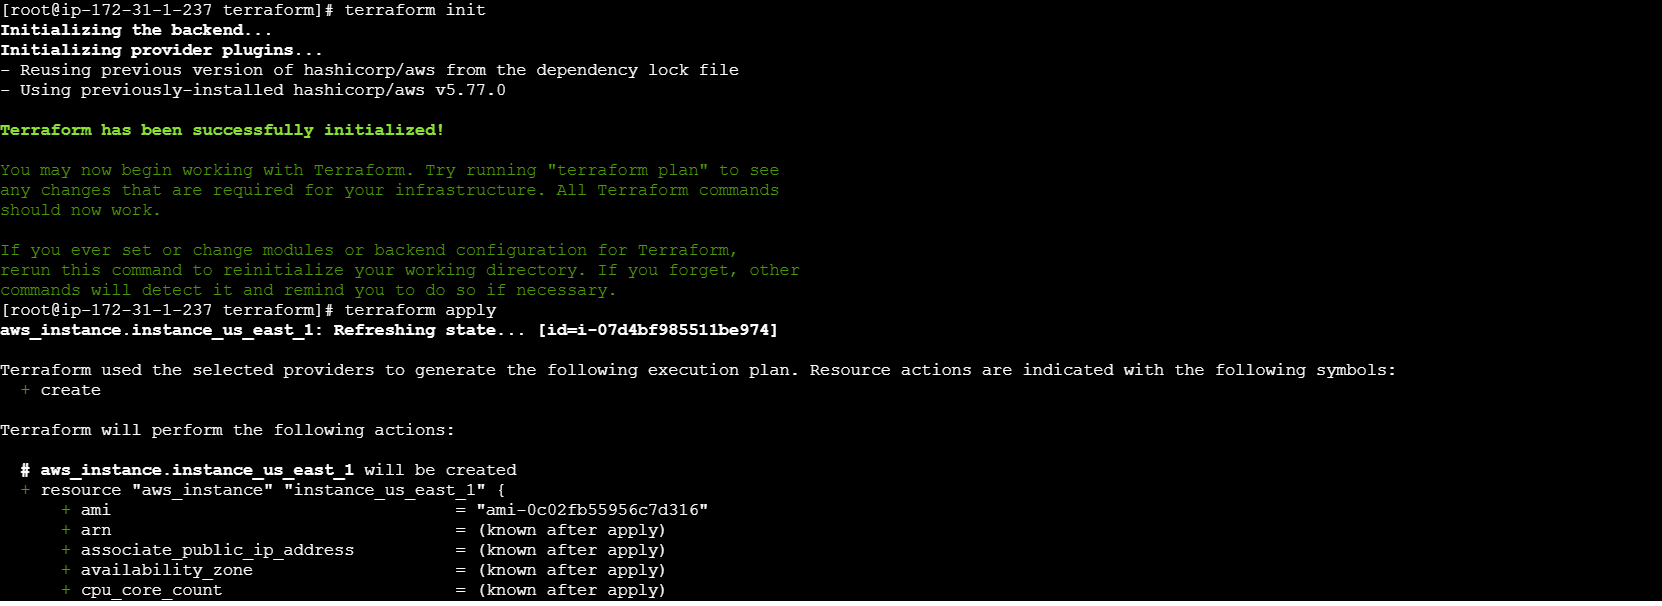 [root@ip-172-31-1-237 terraform]# terraform init
Initializing the backend...
Initializing provider plugins...
- Reusing previous version of hashicorp/aws from the dependency lock file
- Using previously-installed hashicorp/aws v5.77.0
Terraform has been successfully initialized!
You may now begin working with Terraform. Try running "terraform plan" to see
any changes that are required for your infrastructure. All Terraform commands
should now work.
If you ever set or change modules or backend configuration for Terraform,
rerun this command to reinitialize your working directory. If you forget, other
commands will detect it and remind you to do so if necessary.
[root@ip-172-31-1-237 terraform]# terraform apply
aws_instance.instance_us_east_1: Refreshing state... [id=i-07d4bf985511be974]
Terraform used the selected providers to generate the following execution plan. Resource actions are indicated with the following symbols:
  + create
Terraform will perform the following actions:
  # aws_instance.instance_us_east_1 will be created
  + resource "aws_instance" "instance_us_east_1" {
      + ami                                  = "ami-0c02fb55956c7d316"
      + arn                                  = (known after apply)
      + associate_public_ip_address          = (known after apply)
      + availability_zone                    = (known after apply)
      + cpu_core_count                       = (known after apply)